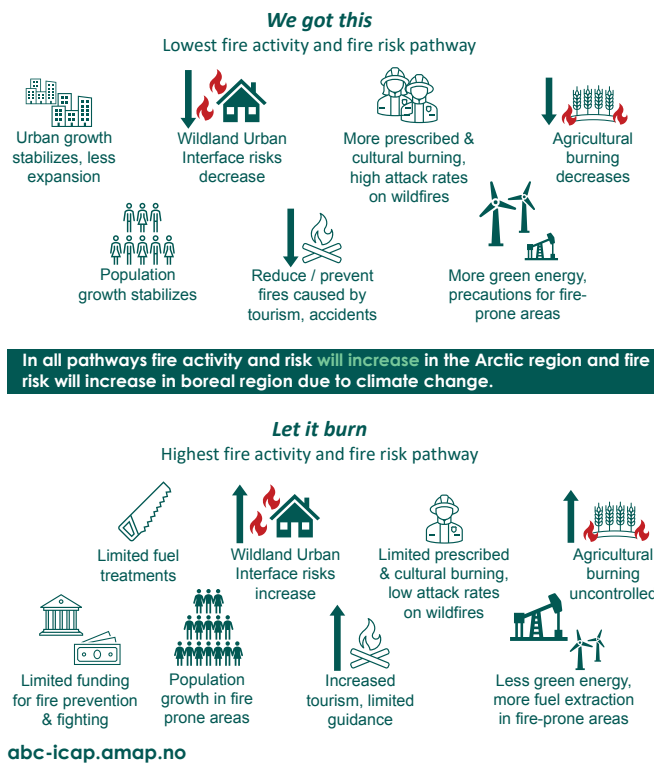 We got this
Lowest fire activity and fire risk pathway
Urban growth
stabilizes, less
expansion
Wildland Urban
Interface risks
decrease
More prescribed &
cultural burning,
high attack rates
on wildfires
Agricultural
burning
decreases
Population
growth stabilizes
Reduce / prevent
fires caused by
tourism, accidents
More green energy,
precautions for fire-
prone areas
In all pathways fire activity and risk will increase in the Arctic region and fire
risk will increase in boreal region due to climate change.
Let it burn
Highest fire activity and fire risk pathway
Limited fuel
treatments
Wildland Urban
Interface risks
increase
Limited prescribed
& cultural burning,
low attack rates
on wildfires
Agricultural
burning
uncontrolled
Limited funding
for fire prevention
& fighting
Population
growth in fire
prone areas
Increased
tourism, limited
guidance
Less green energy,
more fuel extraction
in fire-prone areas
abc-icap.amap.no